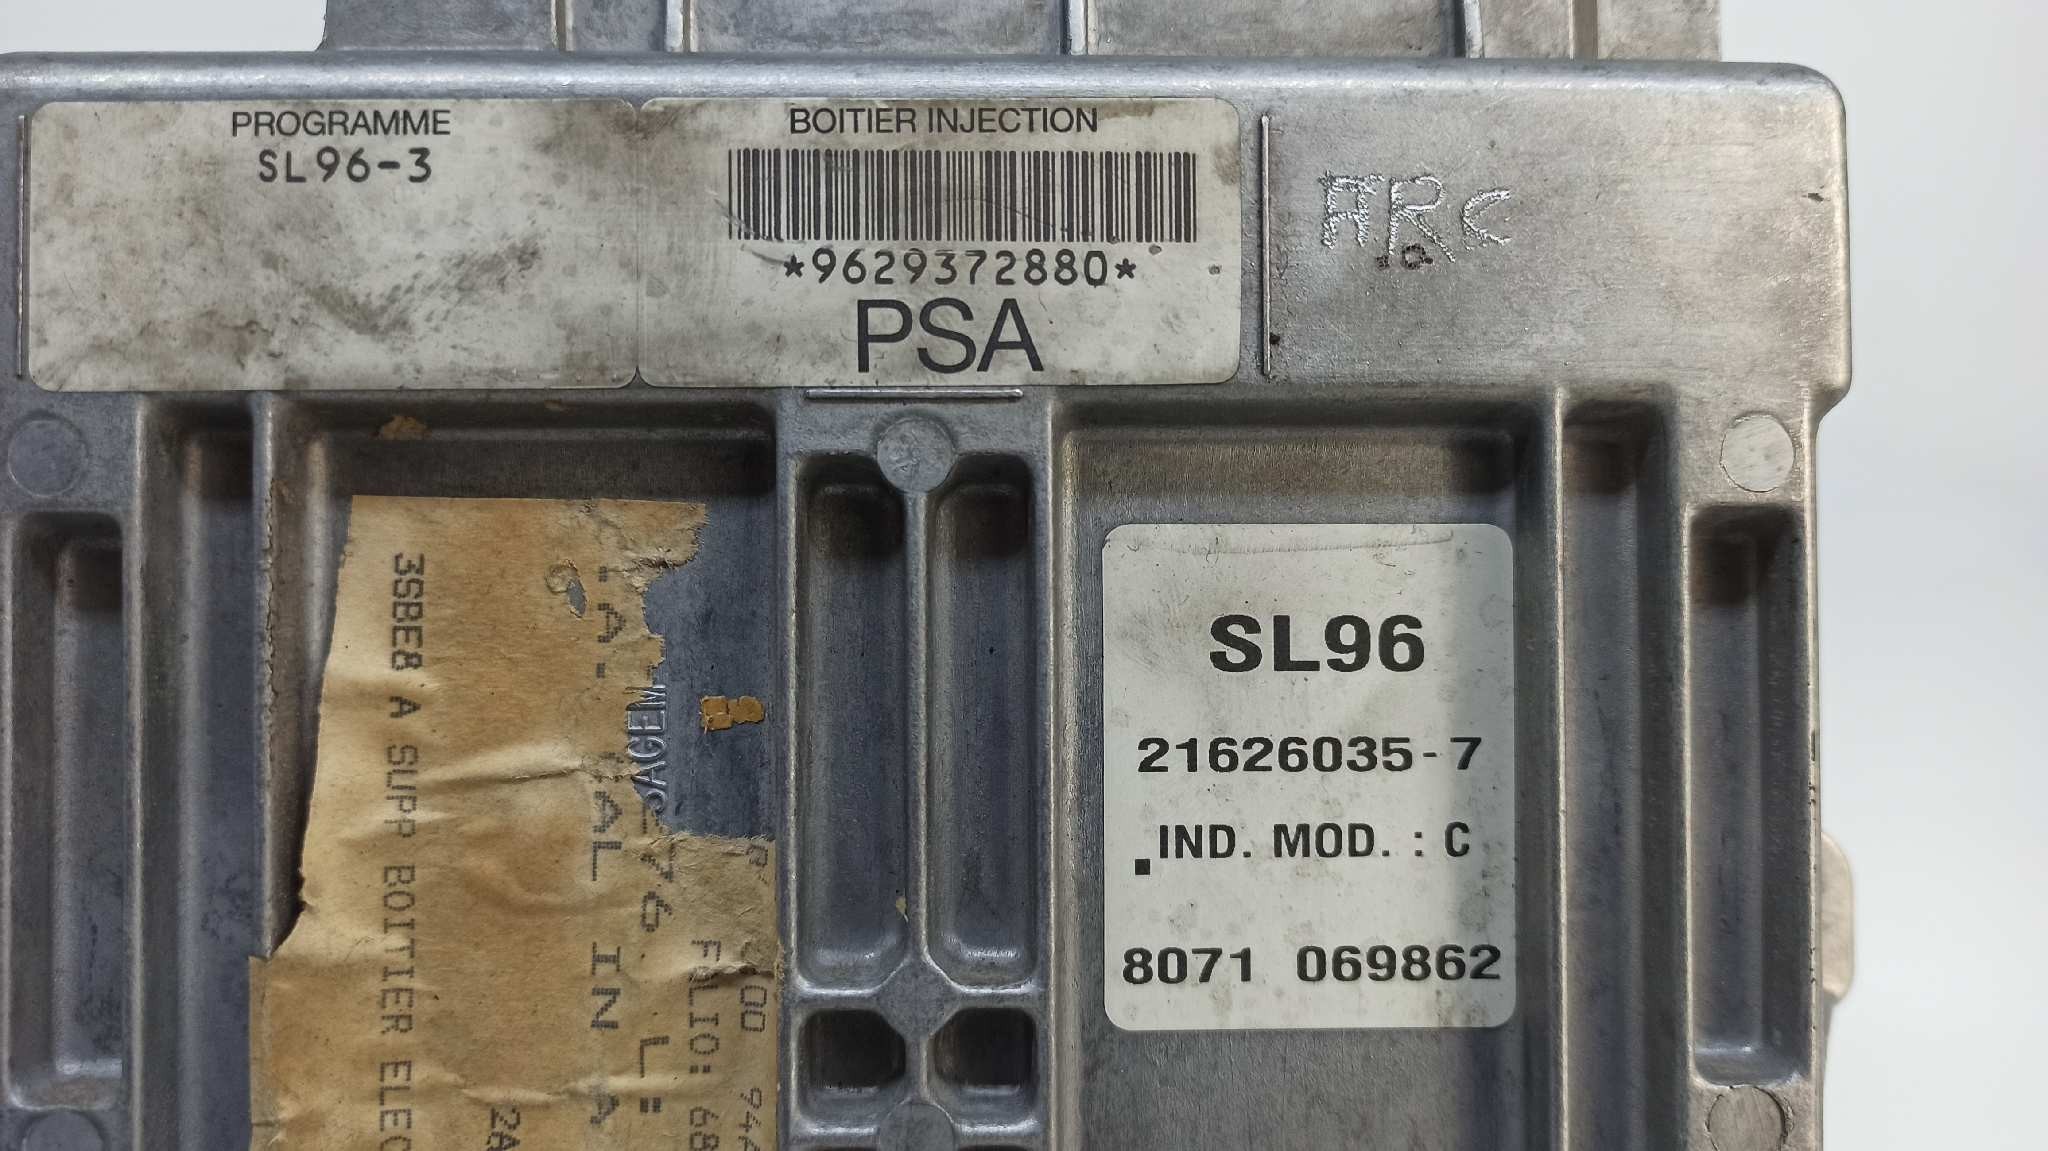 PROGRAMME
SL96-3
BOITIER INJECTION
*9629372880*
PSA
ARC
SL96
21626035-7
IND. MOD. : C
8071 069862
3SBE8 A SUPP BOITIER ELEC
SAGEM